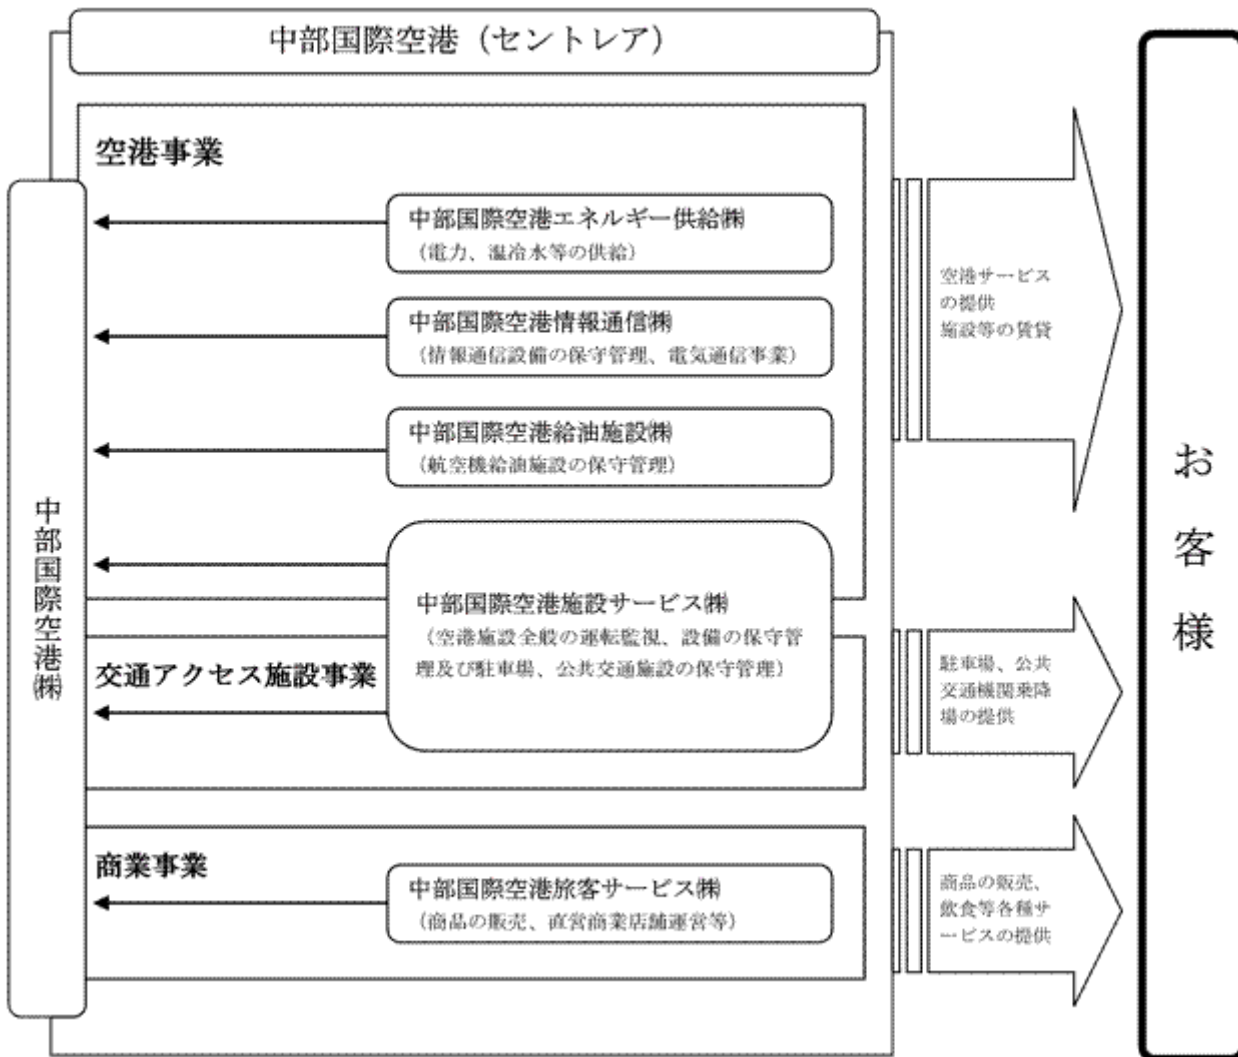 中部国際空港（セントレア）
空港事業
中部国際空港エネルギー供給㈱
（電力、温冷水等の供給）
中部国際空港情報通信㈱
（情報通信設備の保守管理、電気通信事業）
中部国際空港給油施設㈱
（航空機給油施設の保守管理）
中部国際空港施設サービス㈱
（空港施設全般の運転監視、設備の保守管
理及び駐車場、公共交通施設の保守管理）
交通アクセス施設事業
商業事業
中部国際空港旅客サービス㈱
（商品の販売、直営商業店舗運営等）
中部国際空港㈱
空港サービス
の提供
施設等の賃貸
駐車場、公共
交通機関乗降
場の提供
商品の販売、
飲食等各種サ
ービスの提供
お客様